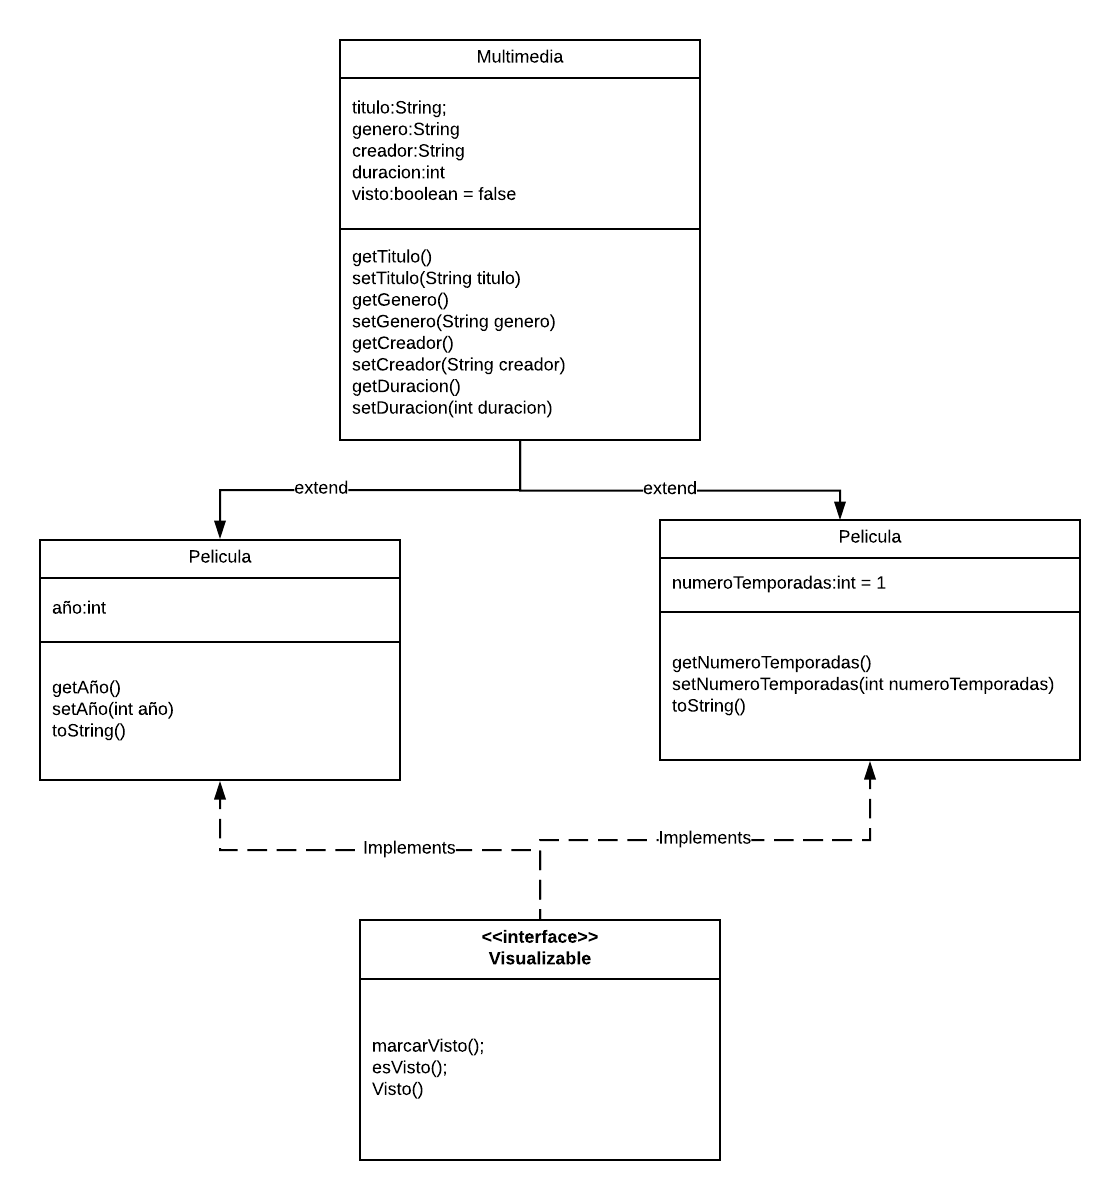 Multimedia
titulo:String;
genero:String
creador:String
duracion:int
visto:boolean = false
getTitulo()
setTitulo(String titulo)
getGenero()
setGenero(String genero)
getCreador()
setCreador(String creador)
getDuracion()
setDuracion(int duracion)
extend
extend
Pelicula
año:int
getAño()
setAño(int año)
toString()
Pelicula
numeroTemporadas:int = 1
getNumeroTemporadas()
setNumeroTemporadas(int numeroTemporadas)
toString()
Implements
Implements
<<interface>>
Visualizable
marcarVisto();
esVisto();
Visto()